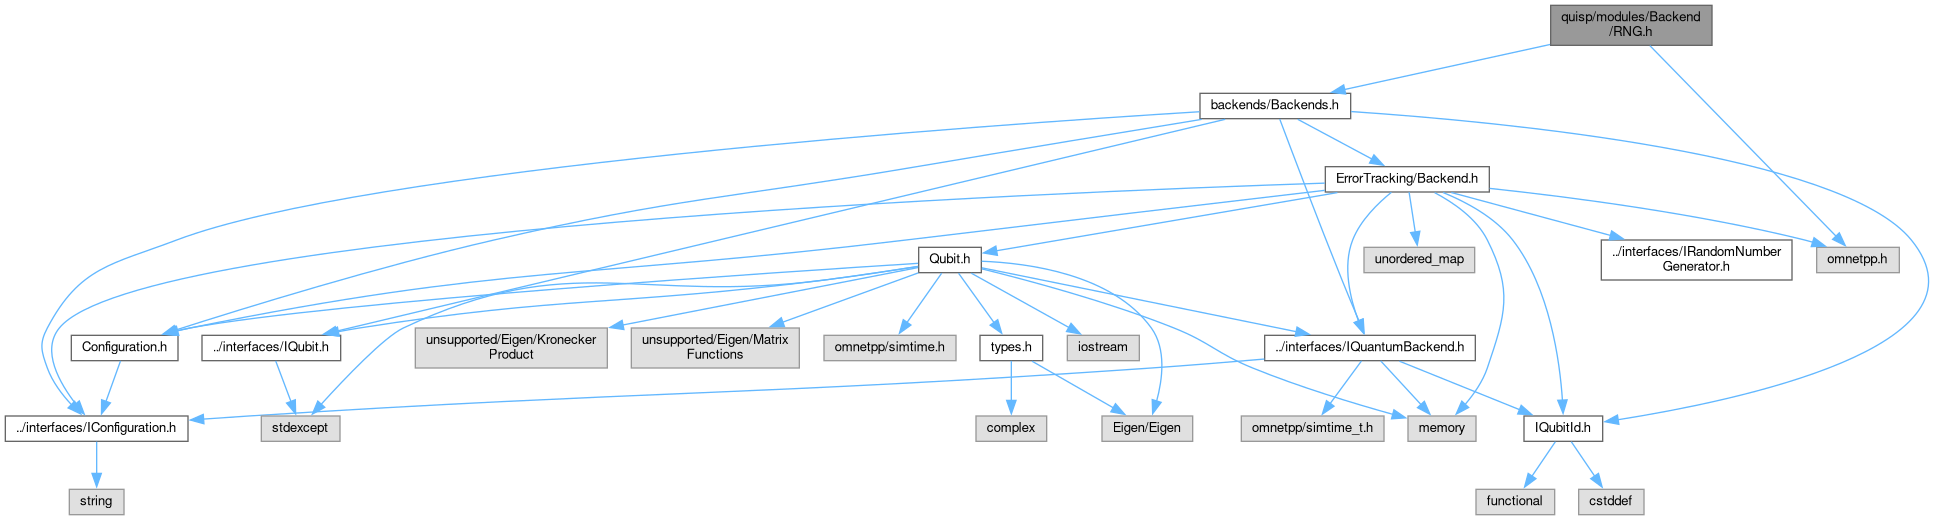 quisp/modules/Backend
/RNG.h
backends/Backends.h
ErrorTracking/Backend.h
Qubit.h
unordered_map
../interfaces/IRandomNumber
Generator.h
omnetpp.h
Configuration.h
../interfaces/IQubit.h
unsupported/Eigen/Kronecker
Product
unsupported/Eigen/Matrix
Functions
omnetpp/simtime.h
types.h
iostream
../interfaces/IQuantumBackend.h
../interfaces/IConfiguration.h
stdexcept
complex
Eigen/Eigen
omnetpp/simtime_t.h
memory
IQubitId.h
string
functional
cstddef